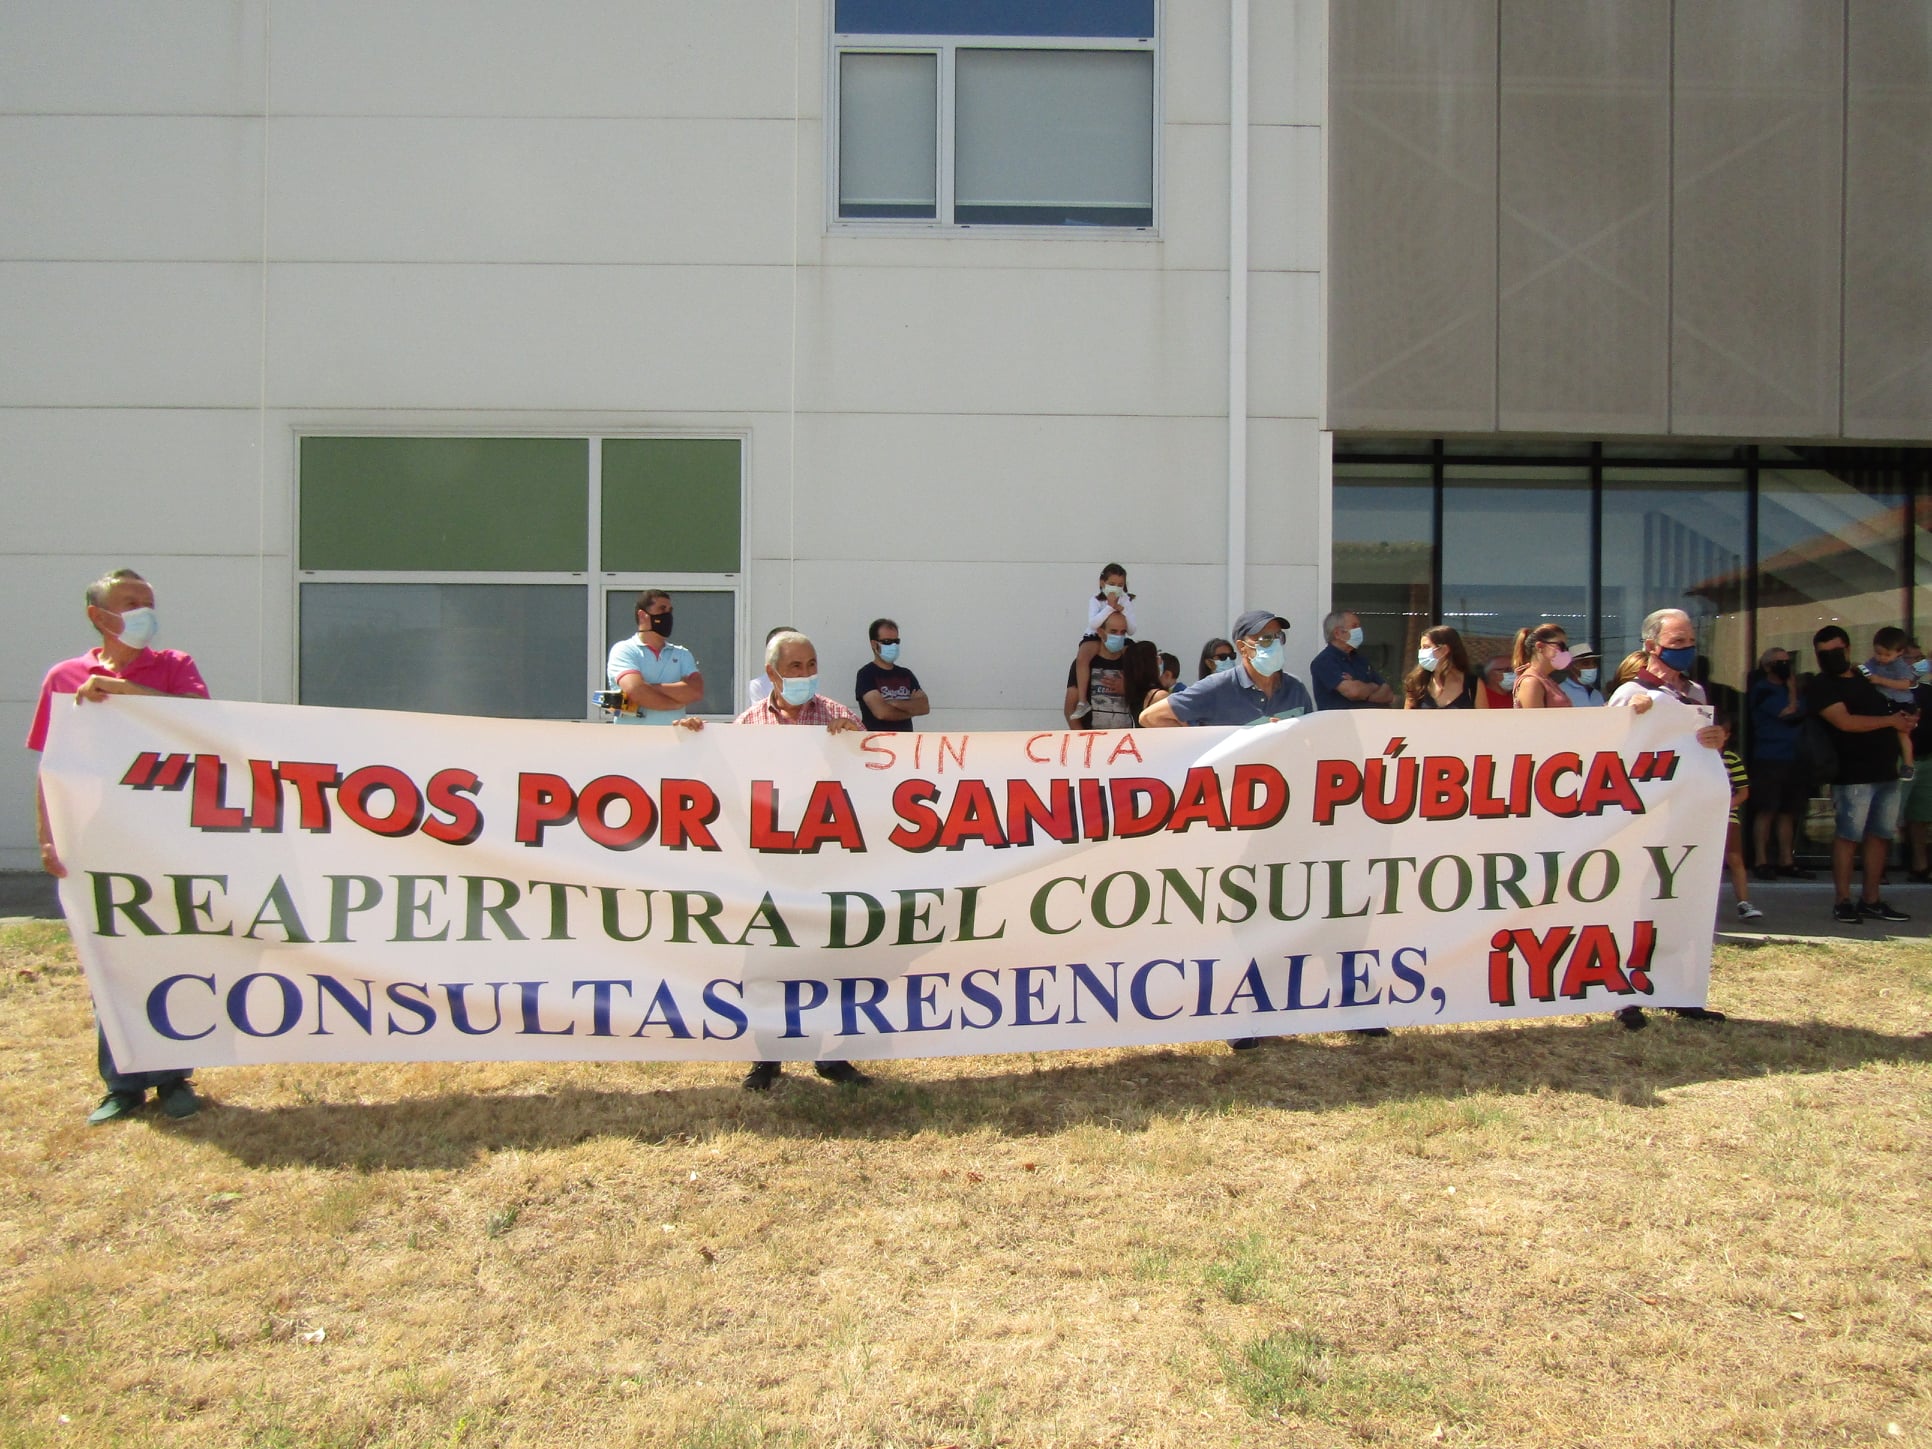 SIN CITA
"LITOS POR LA SANIDAD PÚBLICA"
REAPERTURA DEL CONSULTORIO Y
CONSULTAS PRESENCIALES, ¡YA!